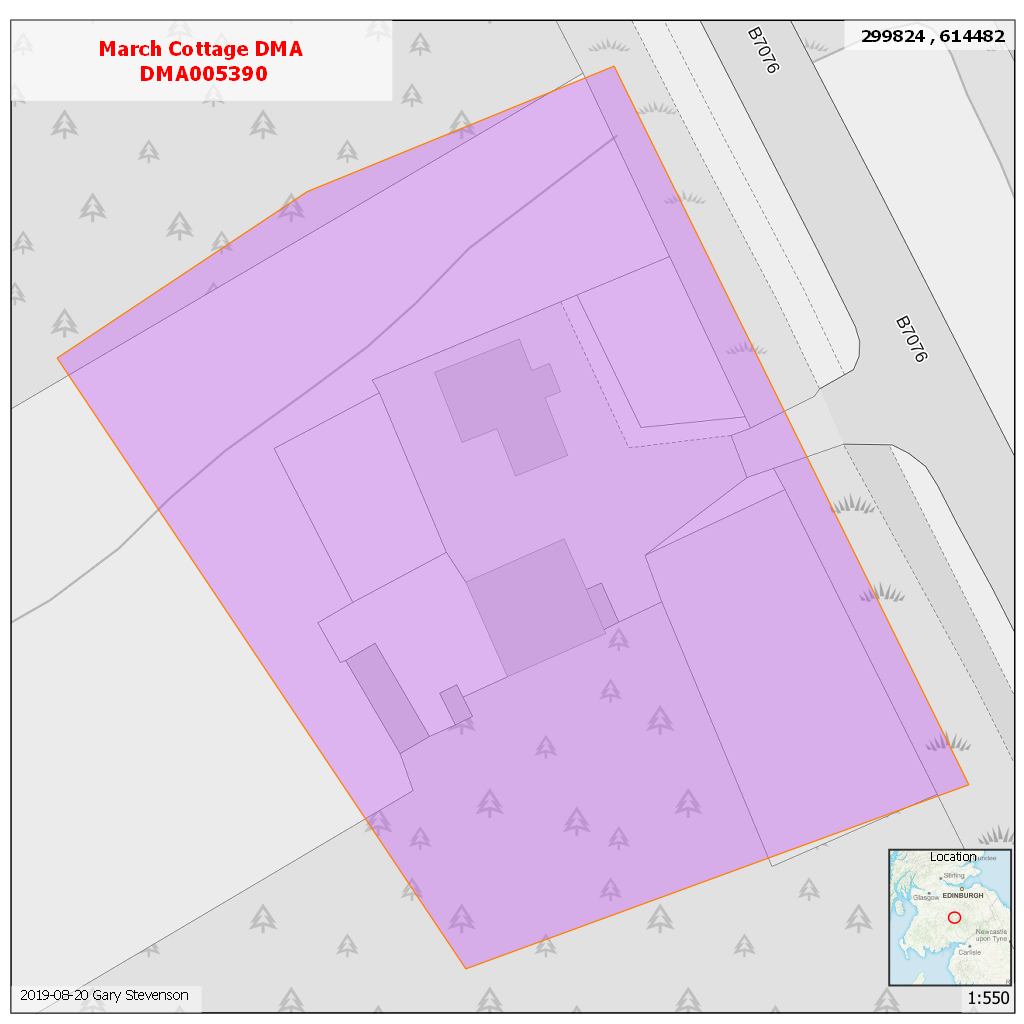 March Cottage DMA
DMA005390
299824 , 614482
B7076
B7076
Location
Stirling
Glasgow
EDINBURGH
Newcastle
upon Tyne
Carlisle
2019-08-20 Gary Stevenson
1:550